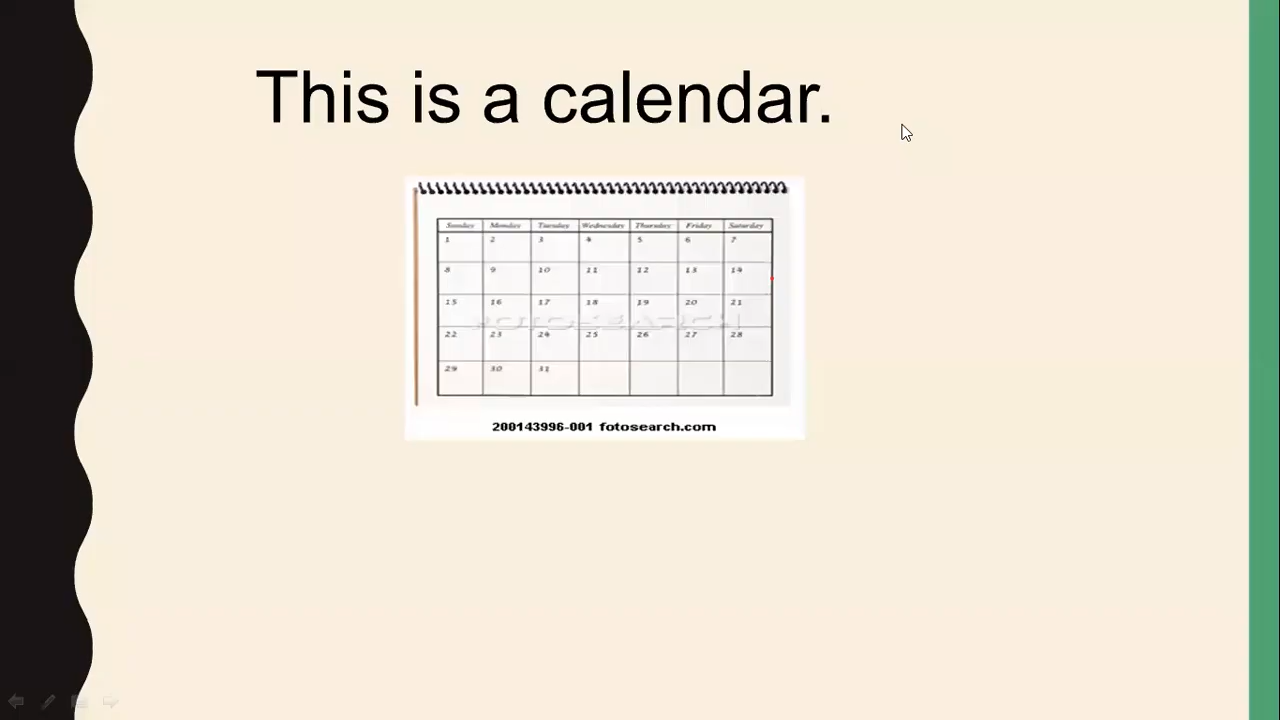 This is a calendar.
Sunday Monday Tuesday Wednesday Thursday Friday Saturday
1 2 3 4 5 6 7
8 9 10 11 12 13 14
15 16 17 18 19 20 21
FOTOSEARCH
22 23 24 25 26 27 28
29 30 31
200143996-001 fotosearch.com